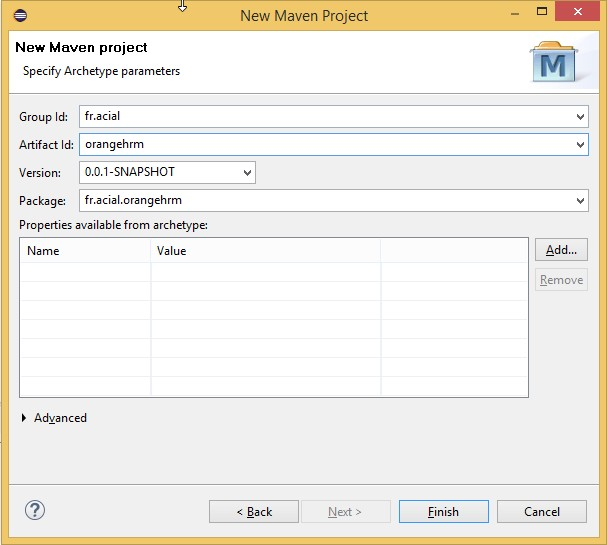 New Maven Project
New Maven project
Specify Archetype parameters
M
Group Id: fr.acial
Artifact Id: orangehrm
Version: 0.0.1-SNAPSHOT
Package: fr.acial.orangehrm
Properties available from archetype:
Name Value
Add...
Remove
Advanced
? < Back Next > Finish Cancel